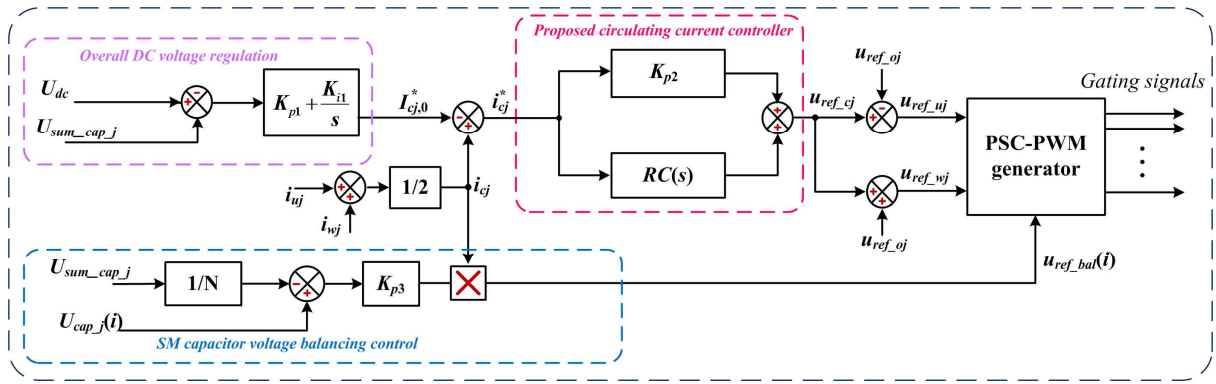 Overall DC voltage regulation
U_dc
U_sum_cap_j
K_p1 + K_i1/s
I*_cj,0
i*_cj
Proposed circulating current controller
K_p2
RC(s)
u_ref_cj
u_ref_oj
u_ref_uj
u_ref_wj
u_ref_oj
PSC-PWM
generator
Gating signals
i_uj
i_wj
1/2
i_cj
U_sum_cap_j
1/N
K_p3
U_cap_j(i)
u_ref_bal(i)
SM capacitor voltage balancing control